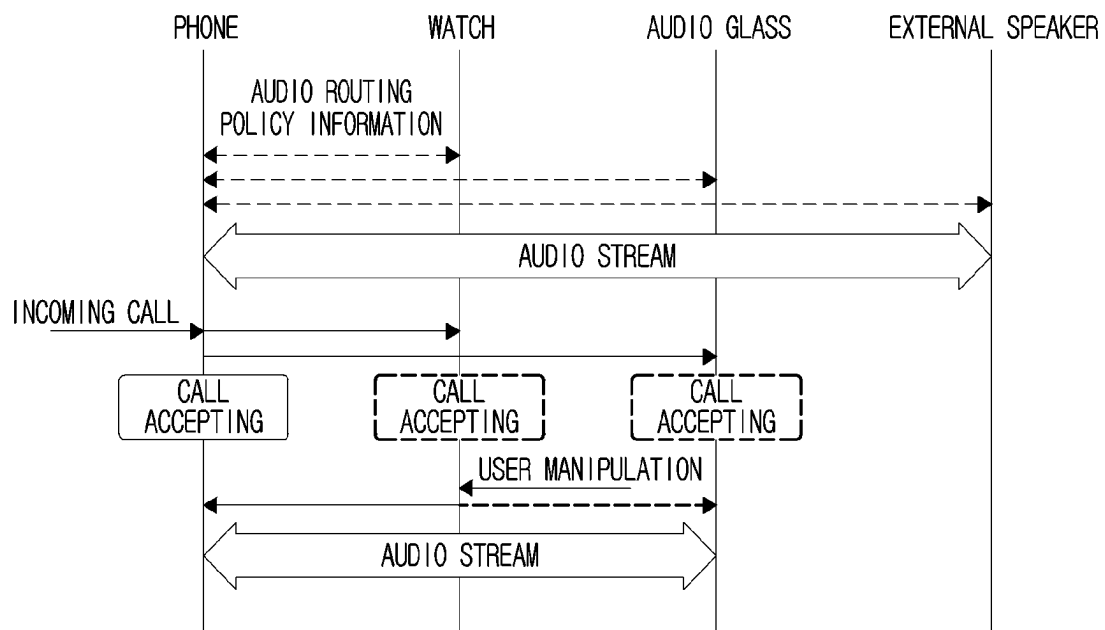 PHONE WATCH AUDIO GLASS EXTERNAL SPEAKER
AUDIO ROUTING
POLICY INFORMATION
AUDIO STREAM
INCOMING CALL
CALL ACCEPTING
CALL ACCEPTING
CALL ACCEPTING
USER MANIPULATION
AUDIO STREAM